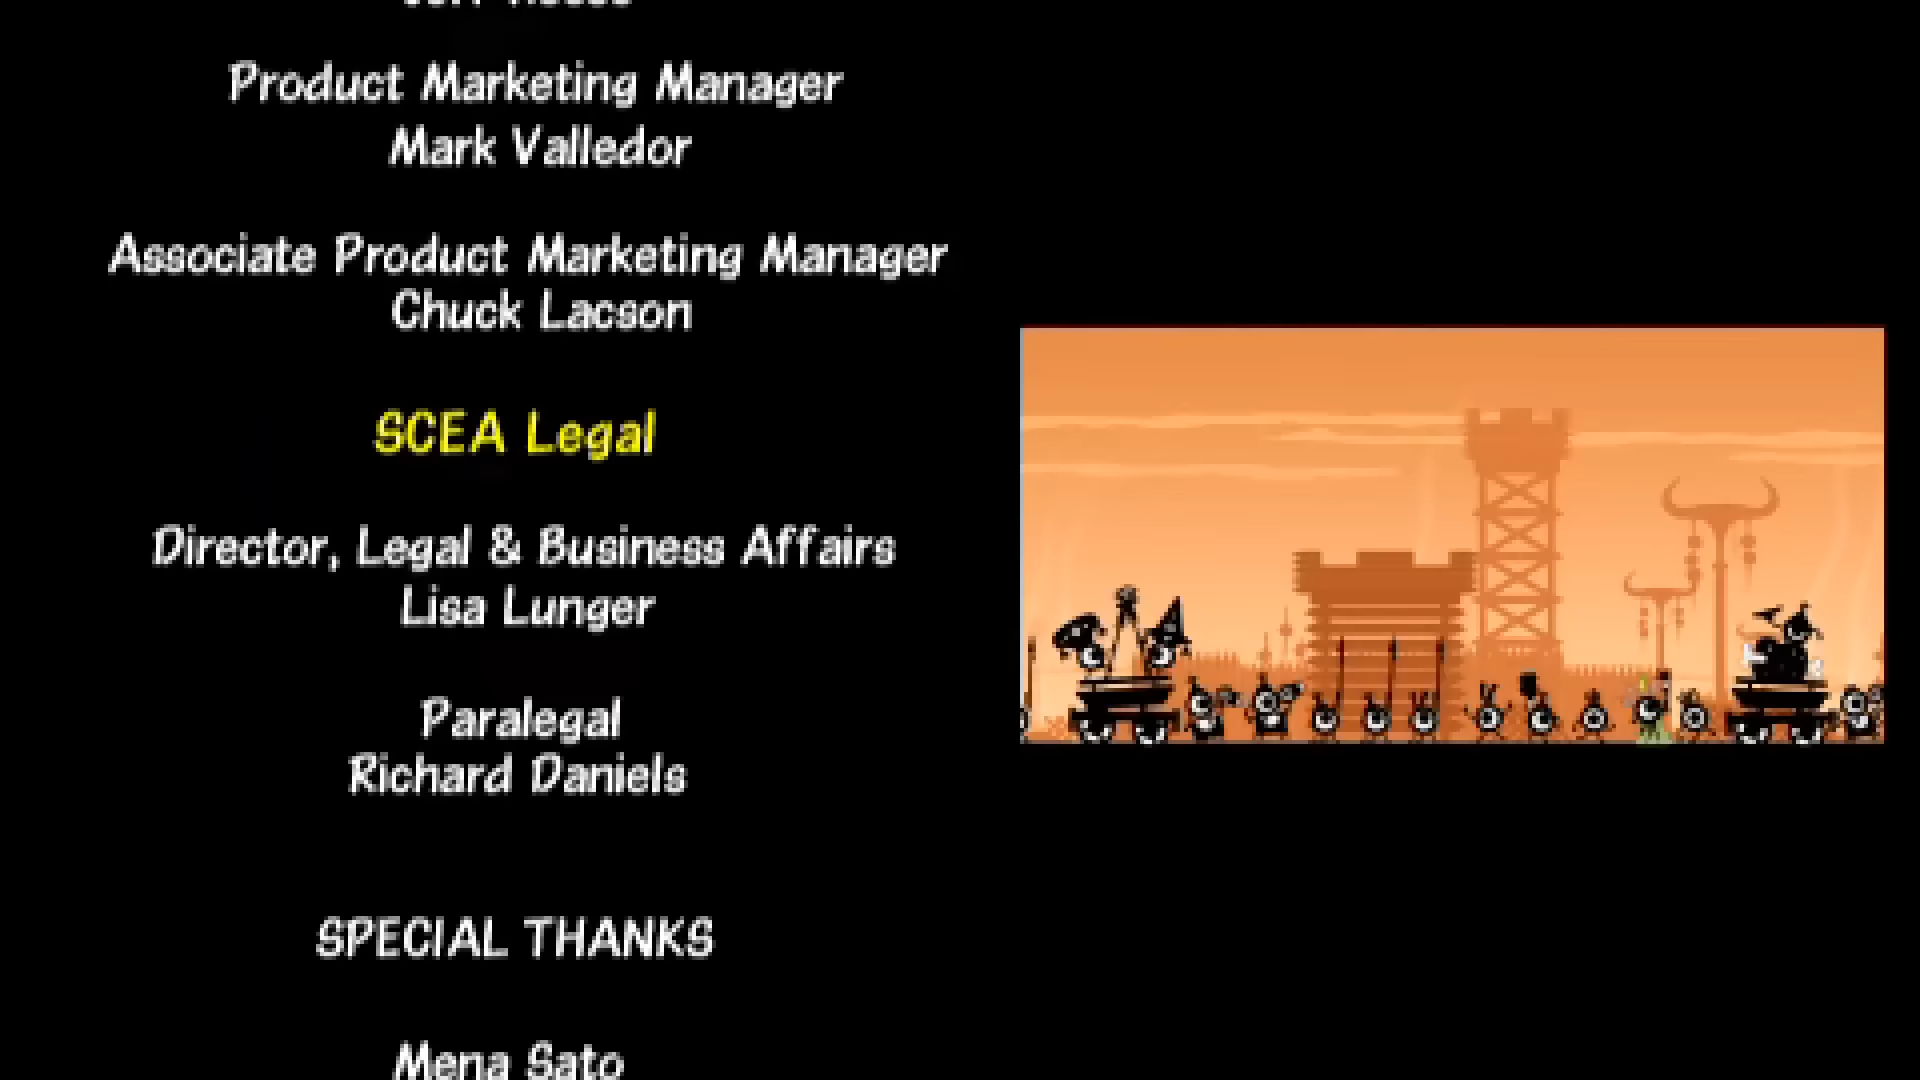 Product Marketing Manager
Mark Valledor
Associate Product Marketing Manager
Chuck Lacson
SCEA Legal
Director, Legal & Business Affairs
Lisa Lunger
Paralegal
Richard Daniels
SPECIAL THANKS
Mena Sato